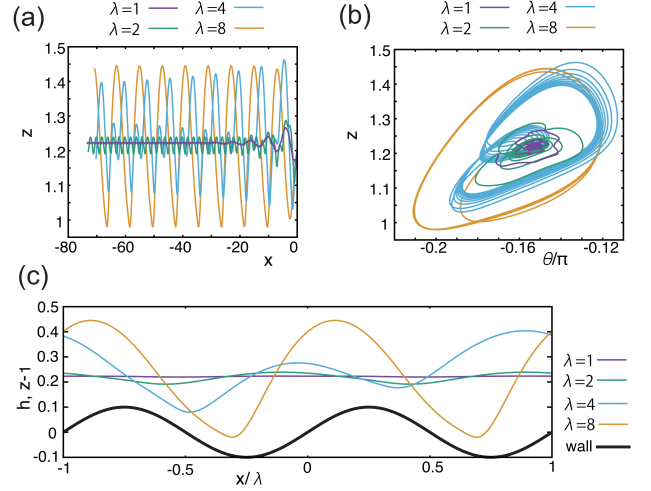 (a)
λ=1 λ=4
λ=2 λ=8
1.5
1.4
1.3
1.2
1.1
1
z
-80 -60 -40 -20 0
x
(b)
λ=1 λ=4
λ=2 λ=8
1.5
1.4
1.3
1.2
1.1
1
z
-0.2 -0.16 -0.12
θ/π
(c)
0.5
0.4
0.3
0.2
0.1
0
-0.1
h, z-1
-1 -0.5 0 0.5 1
x/λ
λ=1
λ=2
λ=4
λ=8
wall